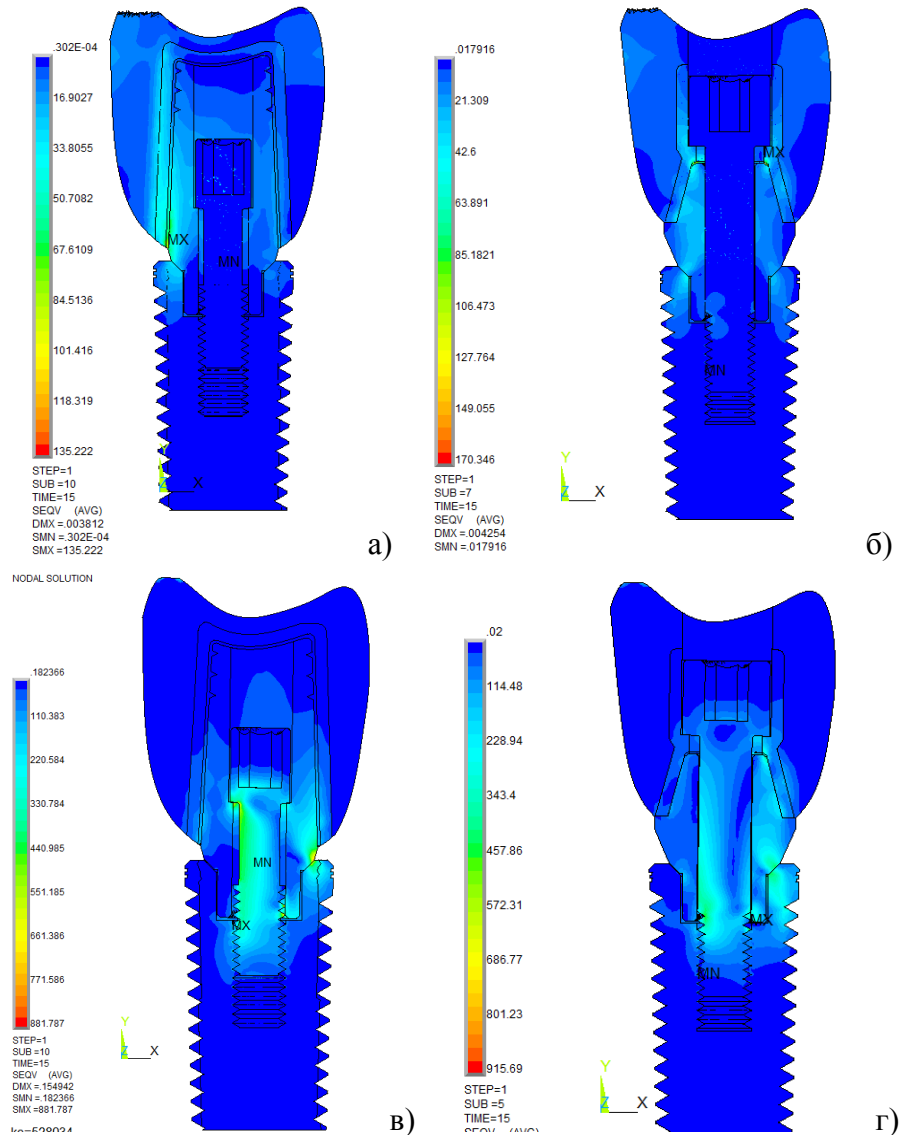 .302E-04
16.9027
33.8055
50.7082
67.6109
84.5136
101.416
118.319
135.222
STEP=1
SUB =10
TIME=15
SEQV (AVG)
DMX =.003812
SMN =.302E-04
SMX =135.222
MX
MN
Y
Z X
а)
.017916
21.309
42.6
63.891
85.1821
106.473
127.764
149.055
170.346
STEP=1
SUB =7
TIME=15
SEQV (AVG)
DMX =.004254
SMN =.017916
MX
MN
Y
Z X
б)
NODAL SOLUTION
.182366
110.383
220.584
330.784
440.985
551.185
661.386
771.586
881.787
STEP=1
SUB =10
TIME=15
SEQV (AVG)
DMX =.154942
SMN =.182366
SMX =881.787
MN
MX
Y
Z X
в)
.02
114.48
228.94
343.4
457.86
572.31
686.77
801.23
915.69
STEP=1
SUB =5
TIME=15
SEQV (AVG)
MX
MN
Y
Z X
г)